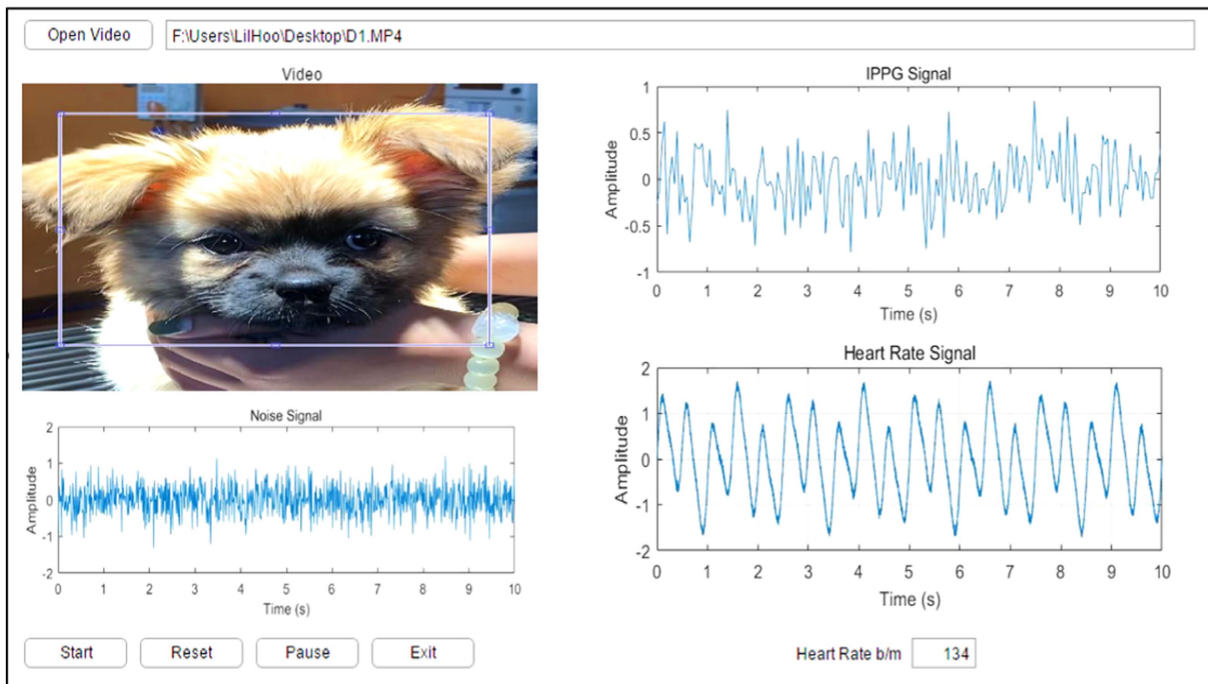 Open Video
F:\Users\LilHoo\Desktop\D1.MP4
Video
IPPG Signal
1
0.5
0
-0.5
-1
Amplitude
0 1 2 3 4 5 6 7 8 9 10
Time (s)
Heart Rate Signal
2
1
0
-1
-2
Amplitude
0 1 2 3 4 5 6 7 8 9 10
Time (s)
Noise Signal
2
1
0
-1
-2
Amplitude
0 1 2 3 4 5 6 7 8 9 10
Time (s)
Start Reset Pause Exit
Heart Rate b/m 134